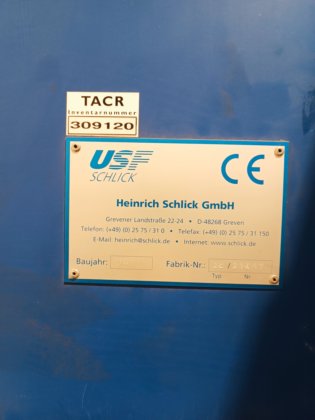 TACR
Inventarnummer
309120
USF
SCHLICK
CE
Heinrich Schlick GmbH
Grevener Landstraße 22-24 • D-48268 Greven
Telefon: (+49) (0) 25 75 / 31 0 • Telefax: (+49) (0) 25 75 / 31 150
E-Mail: heinrich@schlick.de • Internet: www.schlick.de
Baujahr: Fabrik-Nr.: /
Typ Nr